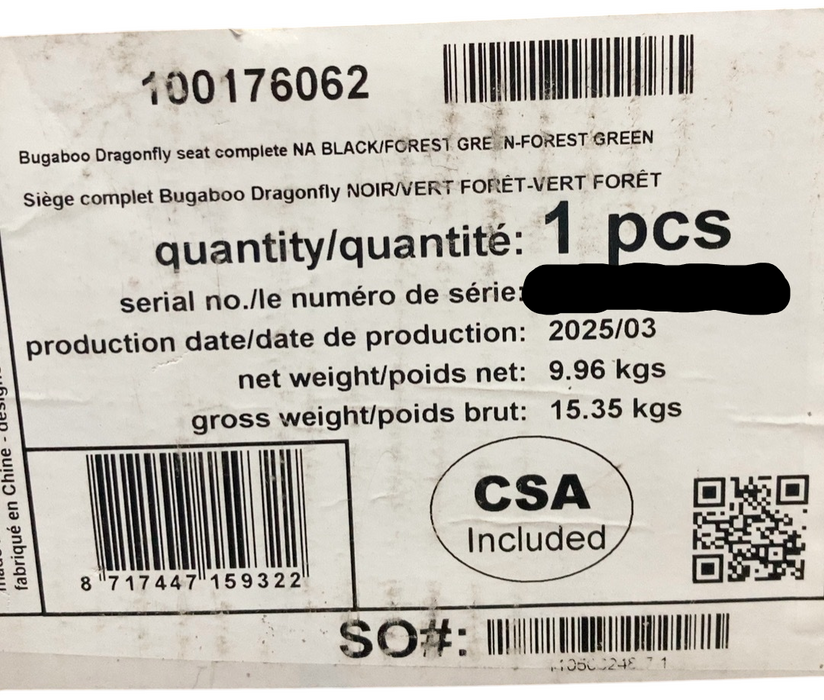 100176062
Bugaboo Dragonfly seat complete NA BLACK/FOREST GREEN-FOREST GREEN
Siège complet Bugaboo Dragonfly NOIR/VERT FORÊT-VERT FORÊT
quantity/quantité: 1 pcs
serial no./le numéro de série:
production date/date de production: 2025/03
net weight/poids net: 9.96 kgs
gross weight/poids brut: 15.35 kgs
fabriqué en Chine -
CSA
Included
8 717447 159322
SO#: